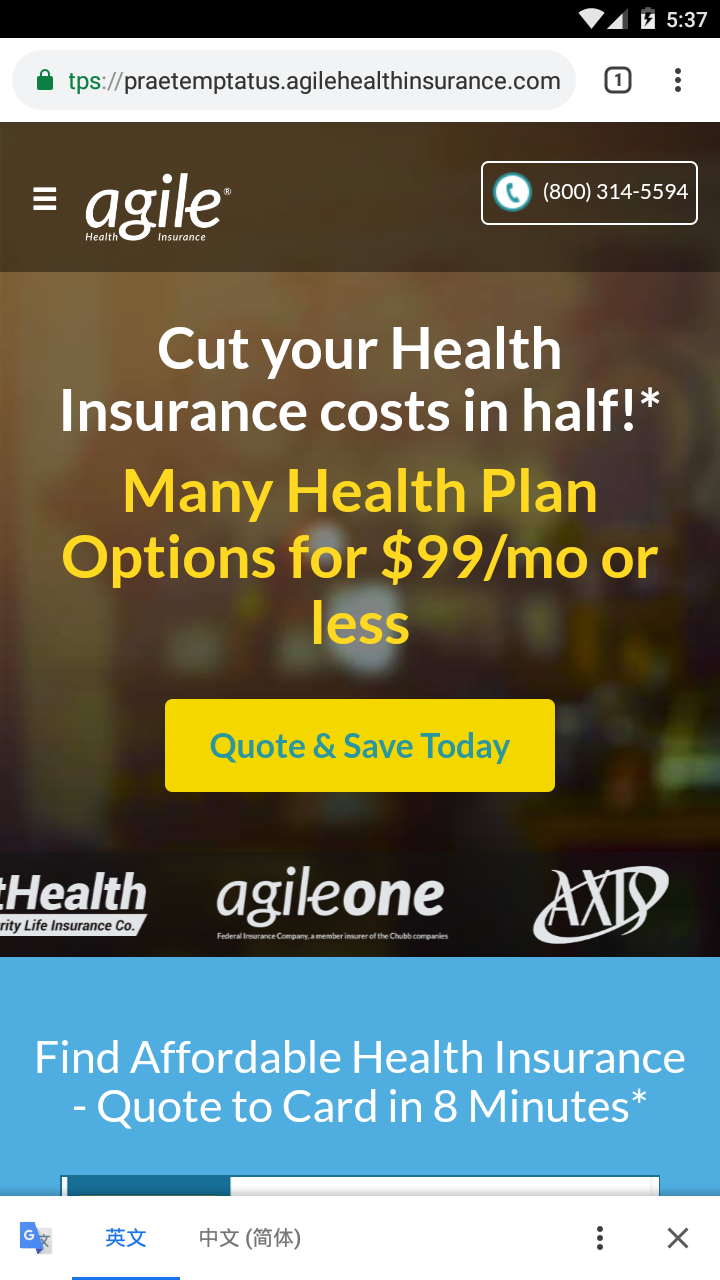 5:37
tps://praetemptatus.agilehealthinsurance.com
1
agile®
Health Insurance
(800) 314-5594
Cut your Health
Insurance costs in half!*
Many Health Plan
Options for $99/mo or
less
Quote & Save Today
tHealth
rity Life Insurance Co.
agileone
Federal Insurance Company, a member insurer of the Chubb companies
AXIS
Find Affordable Health Insurance
- Quote to Card in 8 Minutes*
G 文
英文
中文 (简体)